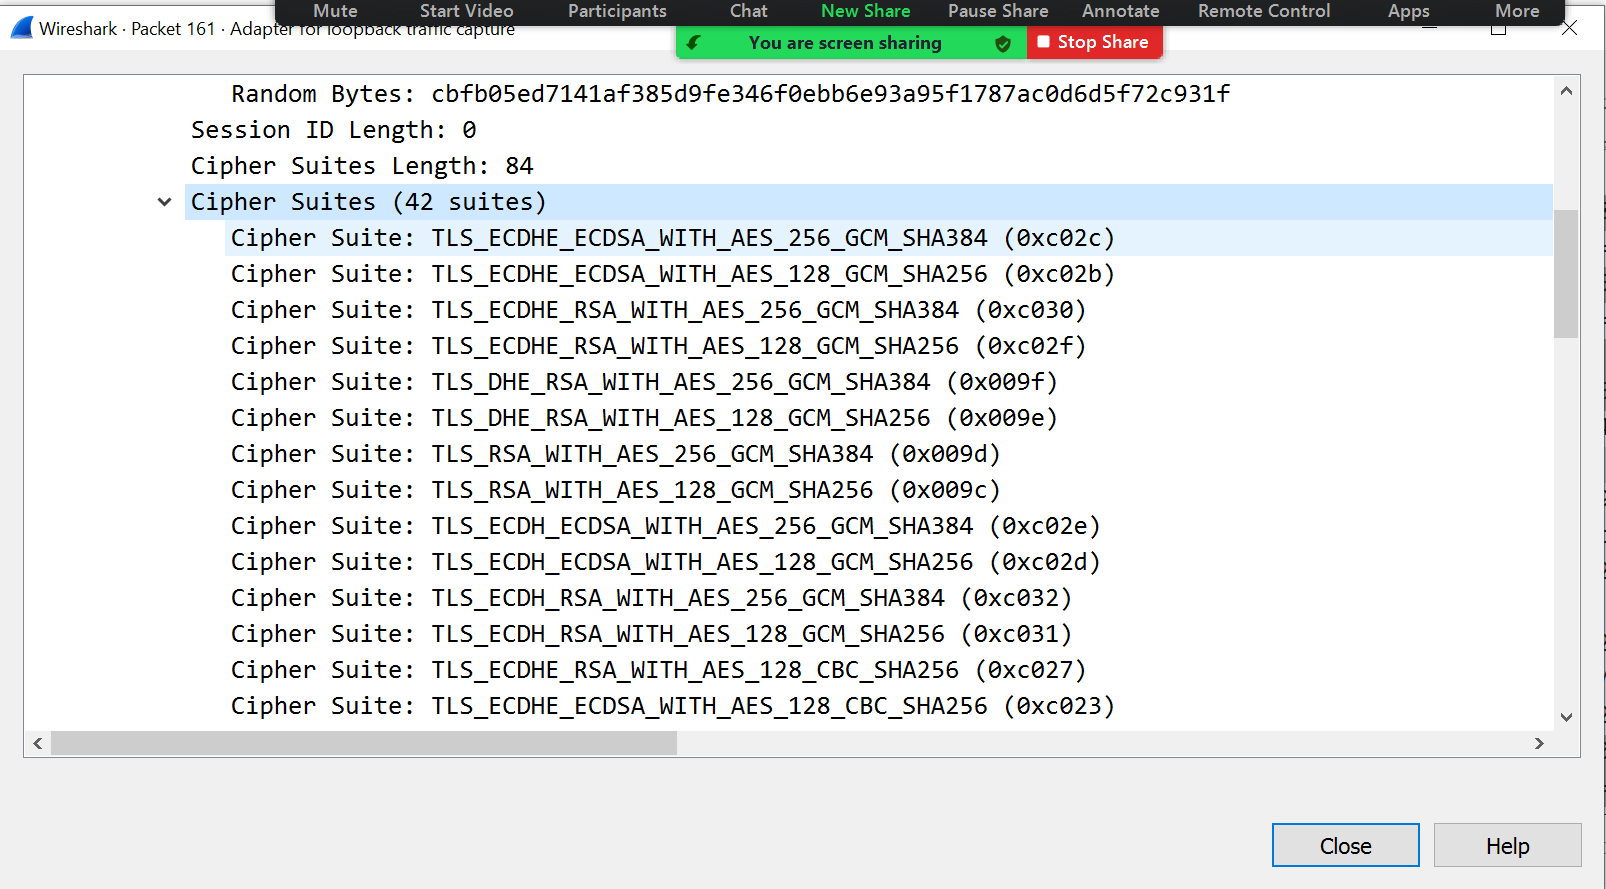 Mute Start Video Participants Chat New Share Pause Share Annotate Remote Control Apps More
Wireshark · Packet 161 · Adapter for loopback traffic capture
You are screen sharing Stop Share
Random Bytes: cbfb05ed7141af385d9fe346f0ebb6e93a95f1787ac0d6d5f72c931f
Session ID Length: 0
Cipher Suites Length: 84
Cipher Suites (42 suites)
Cipher Suite: TLS_ECDHE_ECDSA_WITH_AES_256_GCM_SHA384 (0xc02c)
Cipher Suite: TLS_ECDHE_ECDSA_WITH_AES_128_GCM_SHA256 (0xc02b)
Cipher Suite: TLS_ECDHE_RSA_WITH_AES_256_GCM_SHA384 (0xc030)
Cipher Suite: TLS_ECDHE_RSA_WITH_AES_128_GCM_SHA256 (0xc02f)
Cipher Suite: TLS_DHE_RSA_WITH_AES_256_GCM_SHA384 (0x009f)
Cipher Suite: TLS_DHE_RSA_WITH_AES_128_GCM_SHA256 (0x009e)
Cipher Suite: TLS_RSA_WITH_AES_256_GCM_SHA384 (0x009d)
Cipher Suite: TLS_RSA_WITH_AES_128_GCM_SHA256 (0x009c)
Cipher Suite: TLS_ECDH_ECDSA_WITH_AES_256_GCM_SHA384 (0xc02e)
Cipher Suite: TLS_ECDH_ECDSA_WITH_AES_128_GCM_SHA256 (0xc02d)
Cipher Suite: TLS_ECDH_RSA_WITH_AES_256_GCM_SHA384 (0xc032)
Cipher Suite: TLS_ECDH_RSA_WITH_AES_128_GCM_SHA256 (0xc031)
Cipher Suite: TLS_ECDHE_RSA_WITH_AES_128_CBC_SHA256 (0xc027)
Cipher Suite: TLS_ECDHE_ECDSA_WITH_AES_128_CBC_SHA256 (0xc023)
Close Help